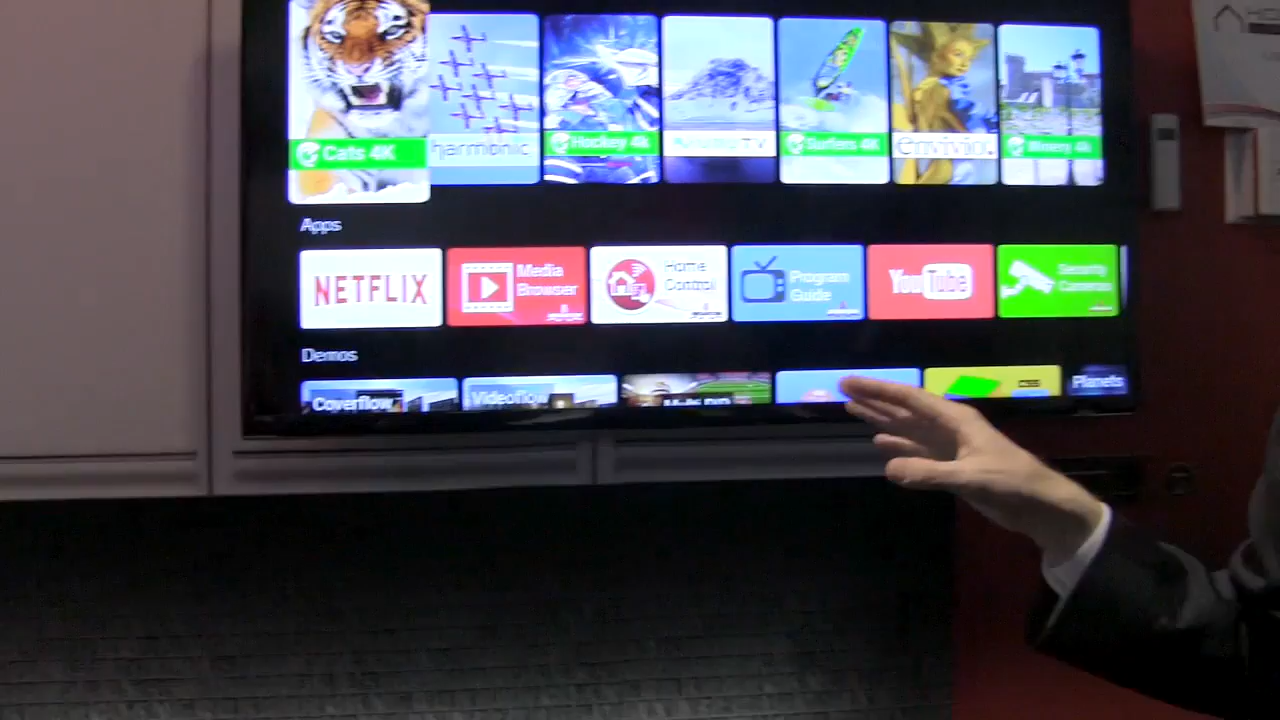 Cats 4K
harmonic
Hockey 4k
Surfers 4K
envivio
Winery 4k
Apps
NETFLIX
Media
Browser
Home
Control
Program
Guide
YouTube
Security
Cameras
Demos
Coverflow
Videoflow
Planets